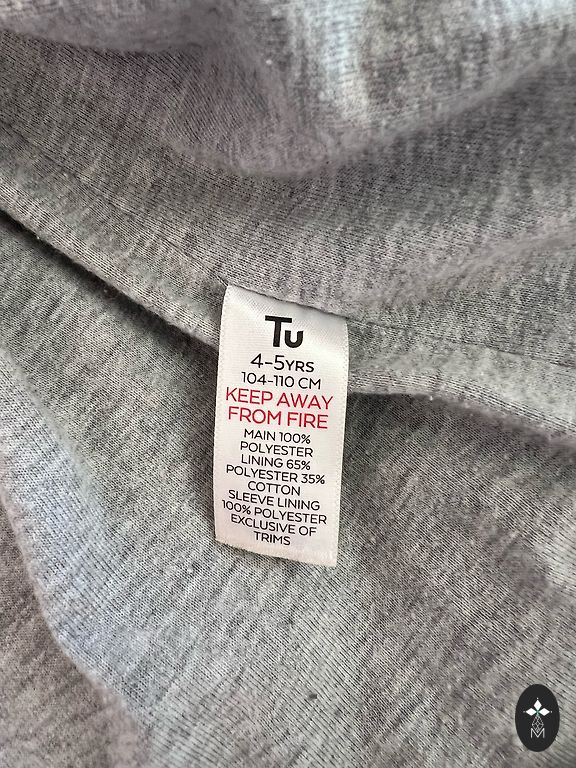 Tu
4-5YRS
104-110 CM
KEEP AWAY
FROM FIRE
MAIN 100%
POLYESTER
LINING 65%
POLYESTER 35%
COTTON
SLEEVE LINING
100% POLYESTER
EXCLUSIVE OF
TRIMS
M